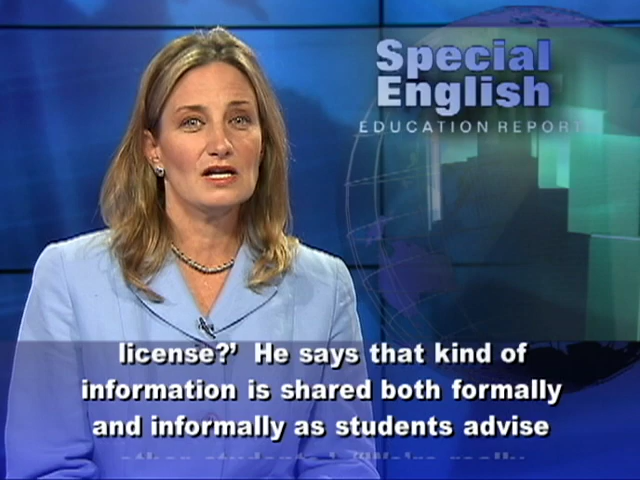 Special
English
EDUCATION REPORT
license?’ He says that kind of
information is shared both formally
and informally as students advise